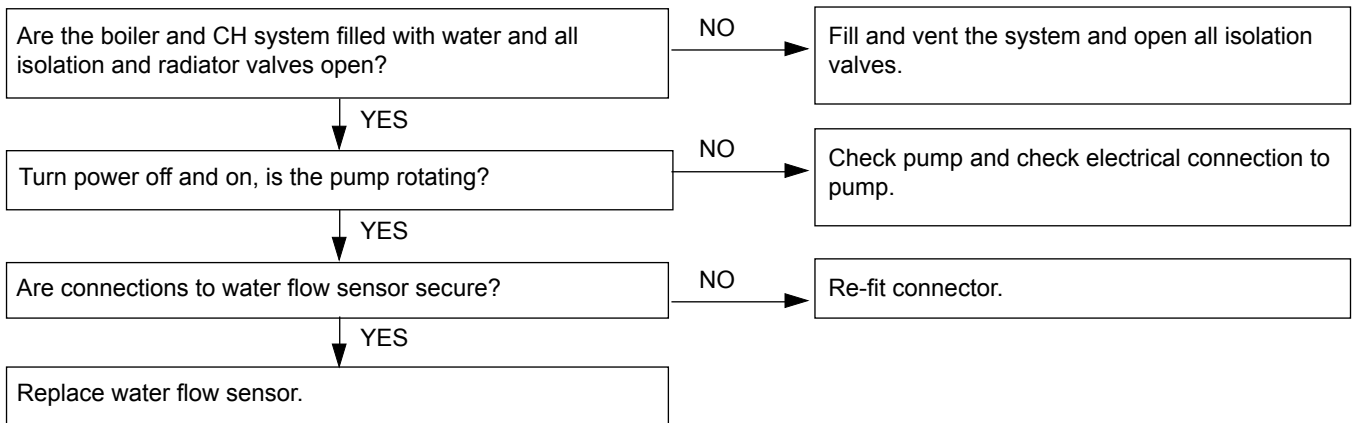 Are the boiler and CH system filled with water and all
isolation and radiator valves open?
NO
Fill and vent the system and open all isolation
valves.
YES
Turn power off and on, is the pump rotating?
NO
Check pump and check electrical connection to
pump.
YES
Are connections to water flow sensor secure?
NO
Re-fit connector.
YES
Replace water flow sensor.